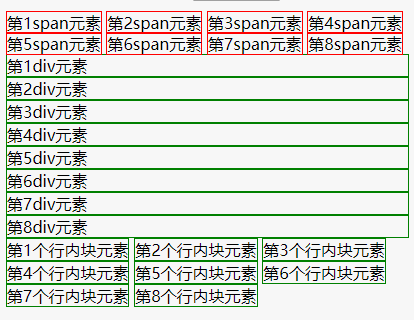 第1span元素 第2span元素 第3span元素 第4span元素
第5span元素 第6span元素 第7span元素 第8span元素
第1div元素
第2div元素
第3div元素
第4div元素
第5div元素
第6div元素
第7div元素
第8div元素
第1个行内块元素 第2个行内块元素 第3个行内块元素
第4个行内块元素 第5个行内块元素 第6个行内块元素
第7个行内块元素 第8个行内块元素